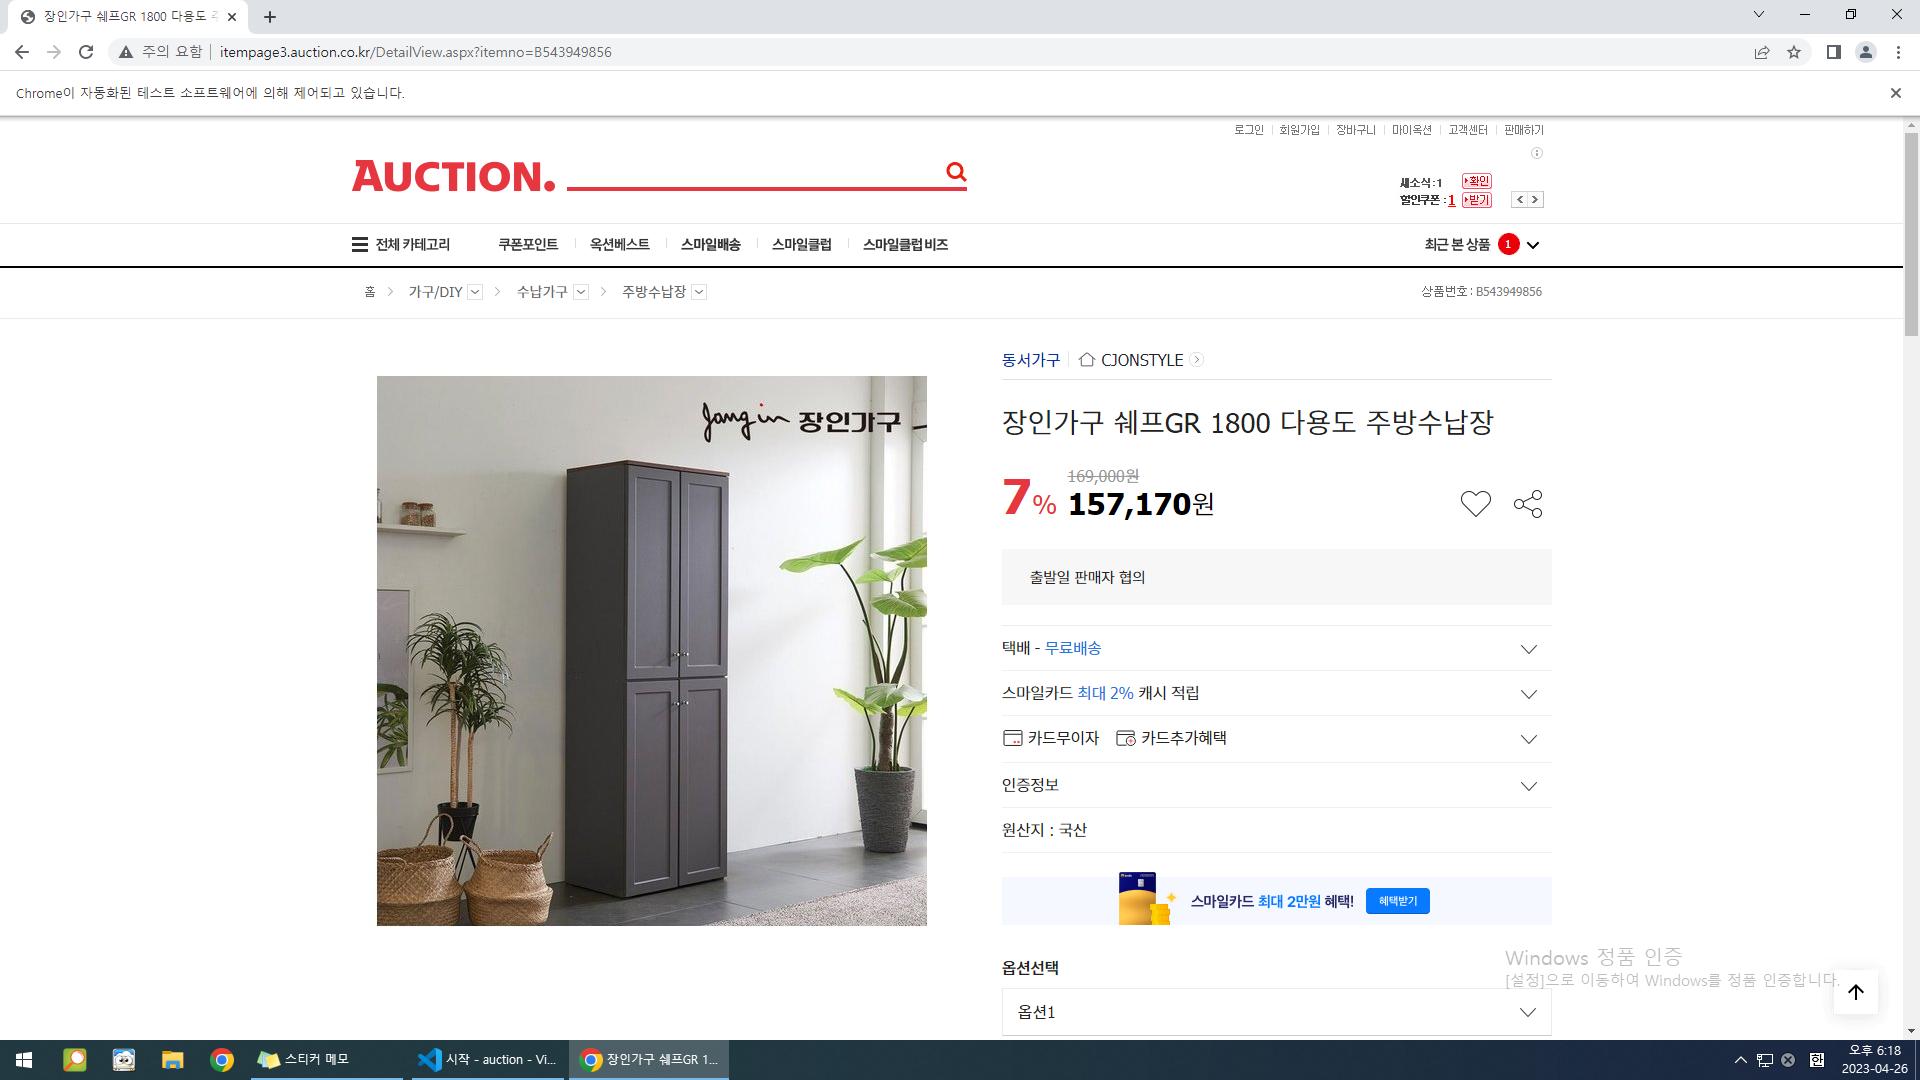 장인가구 쉐프GR 1800 다용도 주
주의 요함
itempage3.auction.co.kr/DetailView.aspx?itemno=B543949856
Chrome이 자동화된 테스트 소프트웨어에 의해 제어되고 있습니다.
로그인 회원가입 장바구니 마이옥션 고객센터 판매하기
AUCTION.
새소식:1 확인
할인쿠폰 : 1 받기
전체 카테고리 쿠폰포인트 옥션베스트 스마일배송 스마일클럽 스마일클럽 비즈 최근 본 상품 1
홈 가구/DIY 수납가구 주방수납장 상품번호 : B543949856
동서가구 CJONSTYLE
Jang in 장인가구
장인가구 쉐프GR 1800 다용도 주방수납장
169,000원
7% 157,170원
출발일 판매자 협의
택배 - 무료배송
스마일카드 최대 2% 캐시 적립
카드무이자 카드추가혜택
인증정보
원산지 : 국산
스마일카드 최대 2만원 혜택! 혜택받기
옵션선택
옵션1
Windows 정품 인증
[설정]으로 이동하여 Windows를 정품 인증합니다.
스티커 메모
시작 - auction - Vi...
장인가구 쉐프GR 1...
한
오후 6:18
2023-04-26